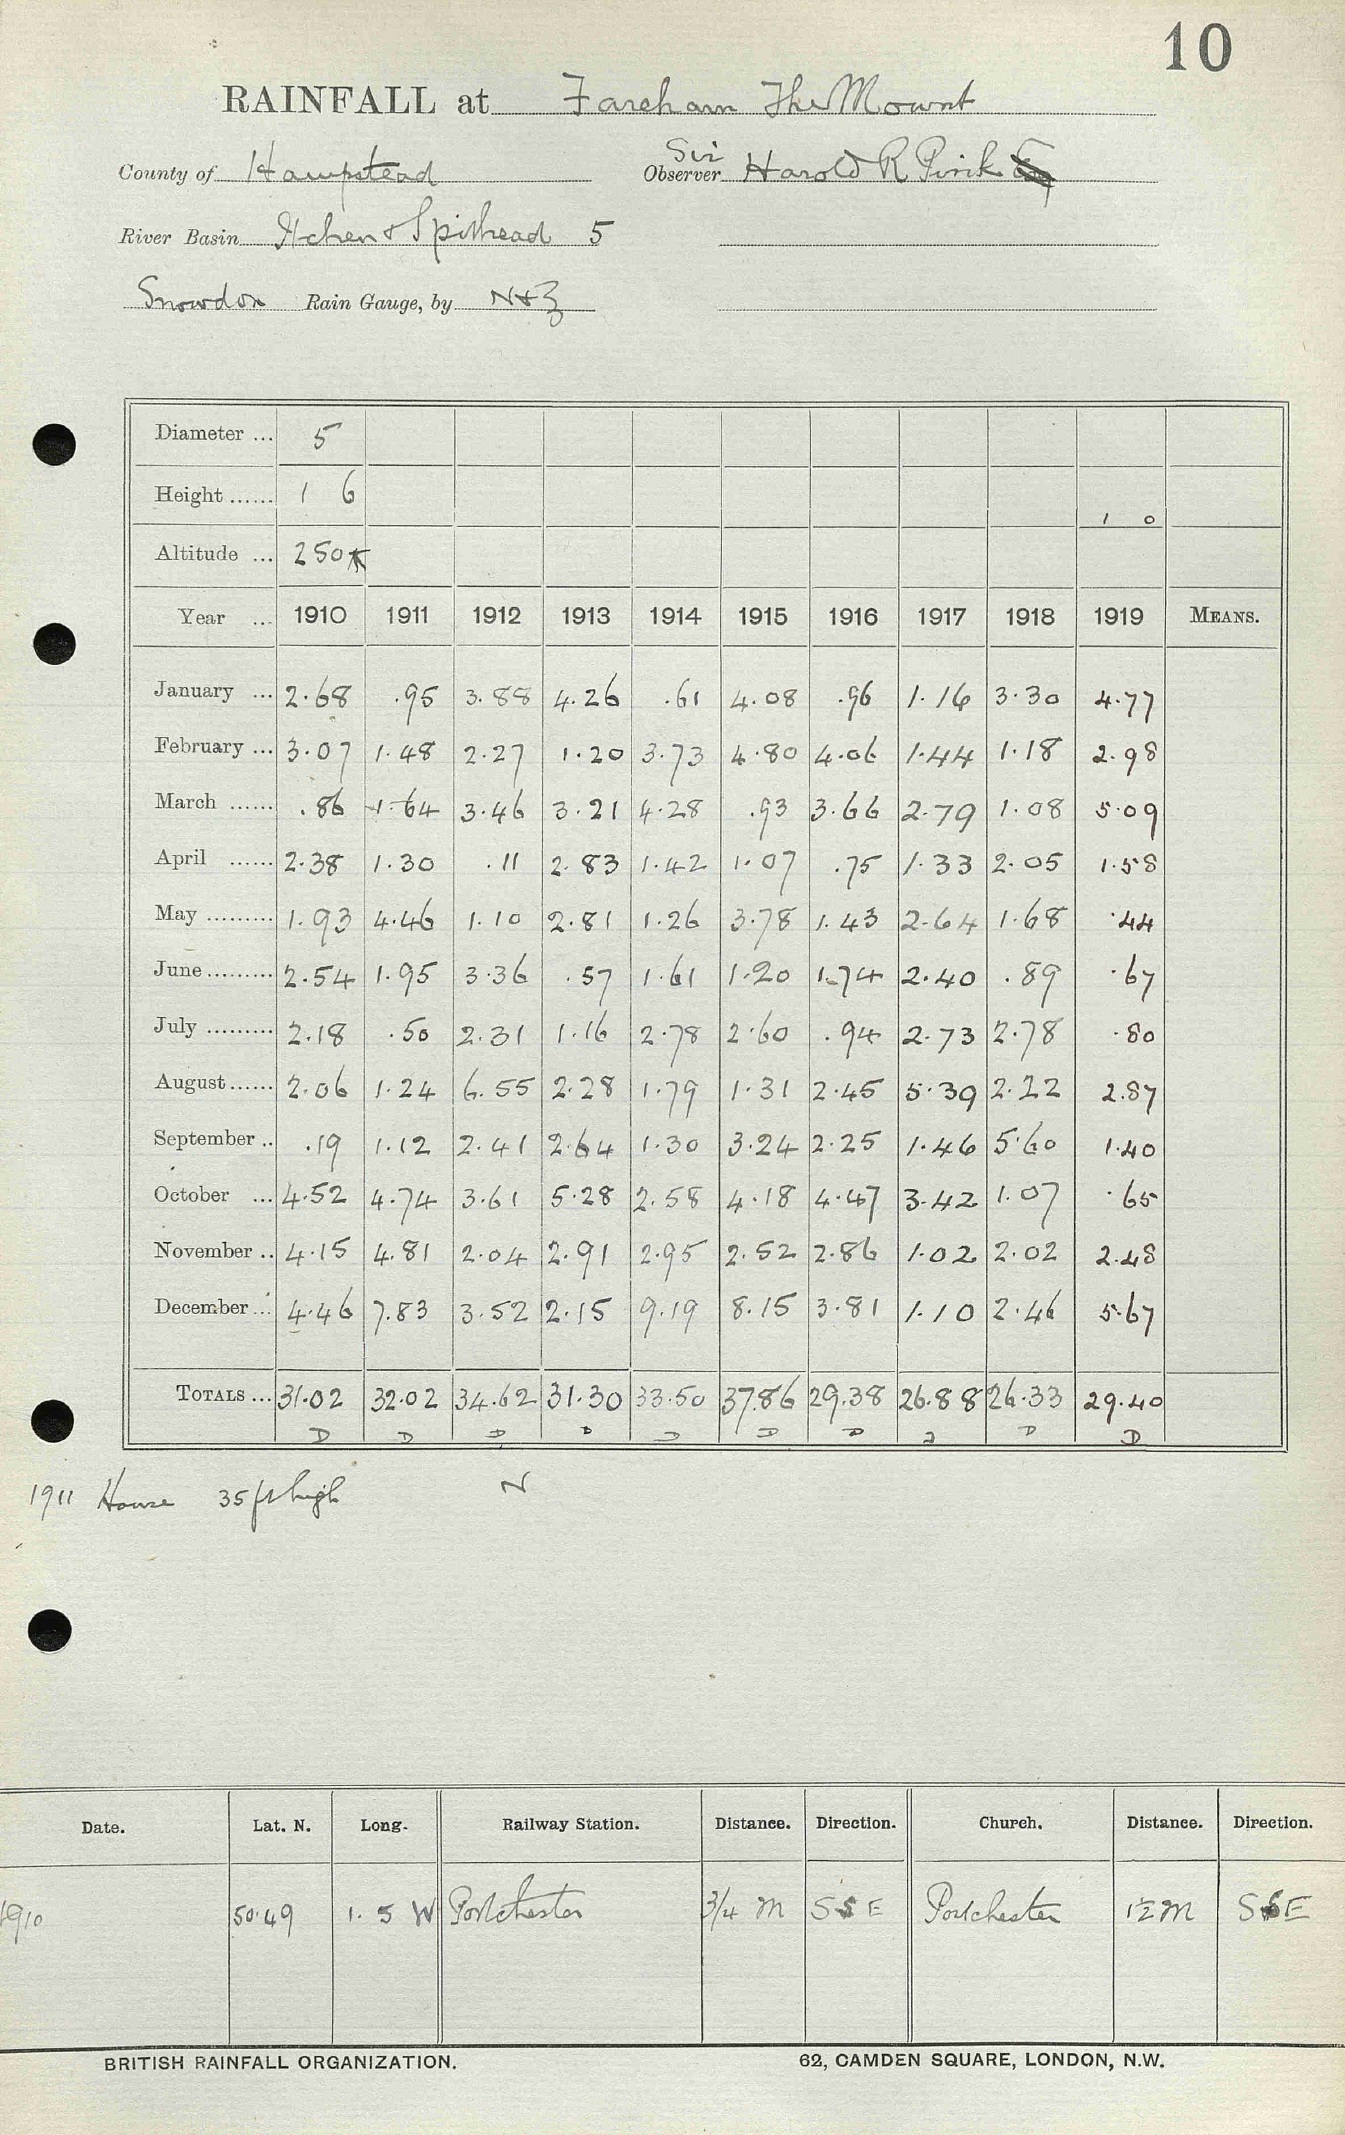 10
RAINFALL at Fareham The Mount
County of Hampstead Sir Observer Harold R Pink
River Basin Itchen & Spithead 5
Snowdon Rain Gauge, by N & Z
Diameter ... 5
Height ...... 1 6 1 0
Altitude ... 250
Year ... 1910 1911 1912 1913 1914 1915 1916 1917 1918 1919 MEANS.
January ... 2.68 .95 3.88 4.26 .61 4.08 .96 1.16 3.30 4.77
February ... 3.07 1.48 2.27 1.20 3.73 4.80 4.06 1.44 1.18 2.98
March ...... .86 1.64 3.46 3.21 4.28 .93 3.66 2.79 1.08 5.09
April ...... 2.38 1.30 .11 2.83 1.42 1.07 .75 1.33 2.05 1.58
May ......... 1.93 4.46 1.10 2.81 1.26 3.78 1.43 2.64 1.68 .44
June ......... 2.54 1.95 3.36 .57 1.61 1.20 1.74 2.40 .89 .67
July ......... 2.18 .50 2.31 1.16 2.78 2.60 .94 2.73 2.78 .80
August ...... 2.06 1.24 6.55 2.28 1.79 1.31 2.45 5.39 2.22 2.87
September .. .19 1.12 2.41 2.64 1.30 3.24 2.25 1.46 5.60 1.40
October ... 4.52 4.74 3.61 5.28 2.58 4.18 4.47 3.42 1.07 .65
November .. 4.15 4.81 2.04 2.91 2.95 2.52 2.86 1.02 2.02 2.48
December ... 4.46 7.83 3.52 2.15 9.19 8.15 3.81 1.10 2.46 5.67
TOTALS ... 31.02 32.02 34.62 31.30 33.50 37.86 29.38 26.88 26.33 29.40
D D D D D D D D D D
1911 House 35 ft high N
Date. Lat. N. Long. Railway Station. Distance. Direction. Church. Distance. Direction.
1910 50.49 1. 5 W Portchester 3/4 M S E Portchester 1 1/2 M S E
BRITISH RAINFALL ORGANIZATION. 62, CAMDEN SQUARE, LONDON, N.W.